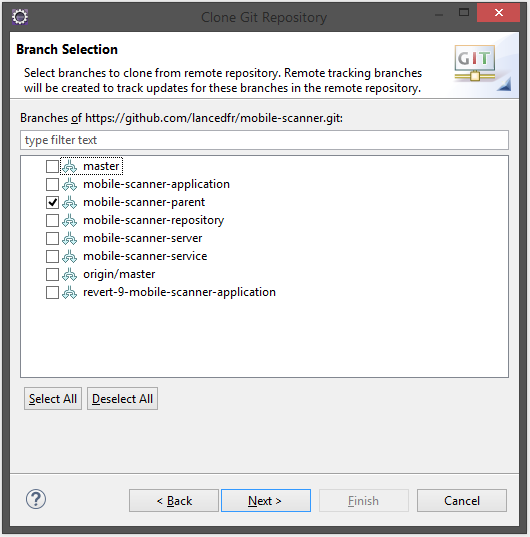 Clone Git Repository
Branch Selection
Select branches to clone from remote repository. Remote tracking branches
will be created to track updates for these branches in the remote repository.
GIT
Branches of https://github.com/lancedfr/mobile-scanner.git:
type filter text
master
mobile-scanner-application
mobile-scanner-parent
mobile-scanner-repository
mobile-scanner-server
mobile-scanner-service
origin/master
revert-9-mobile-scanner-application
Select All
Deselect All
?
< Back
Next >
Finish
Cancel